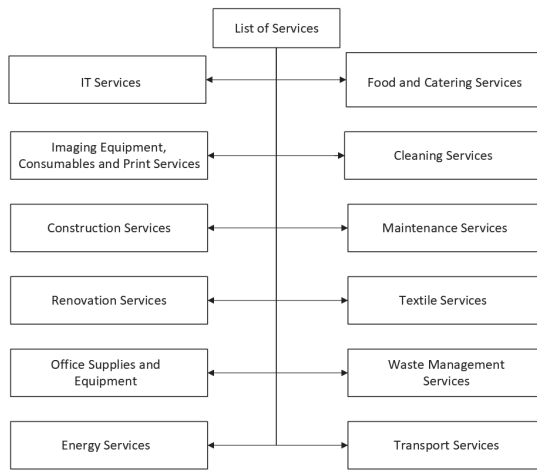 List of Services
IT Services
Food and Catering Services
Imaging Equipment,
Consumables and Print Services
Cleaning Services
Construction Services
Maintenance Services
Renovation Services
Textile Services
Office Supplies and
Equipment
Waste Management
Services
Energy Services
Transport Services